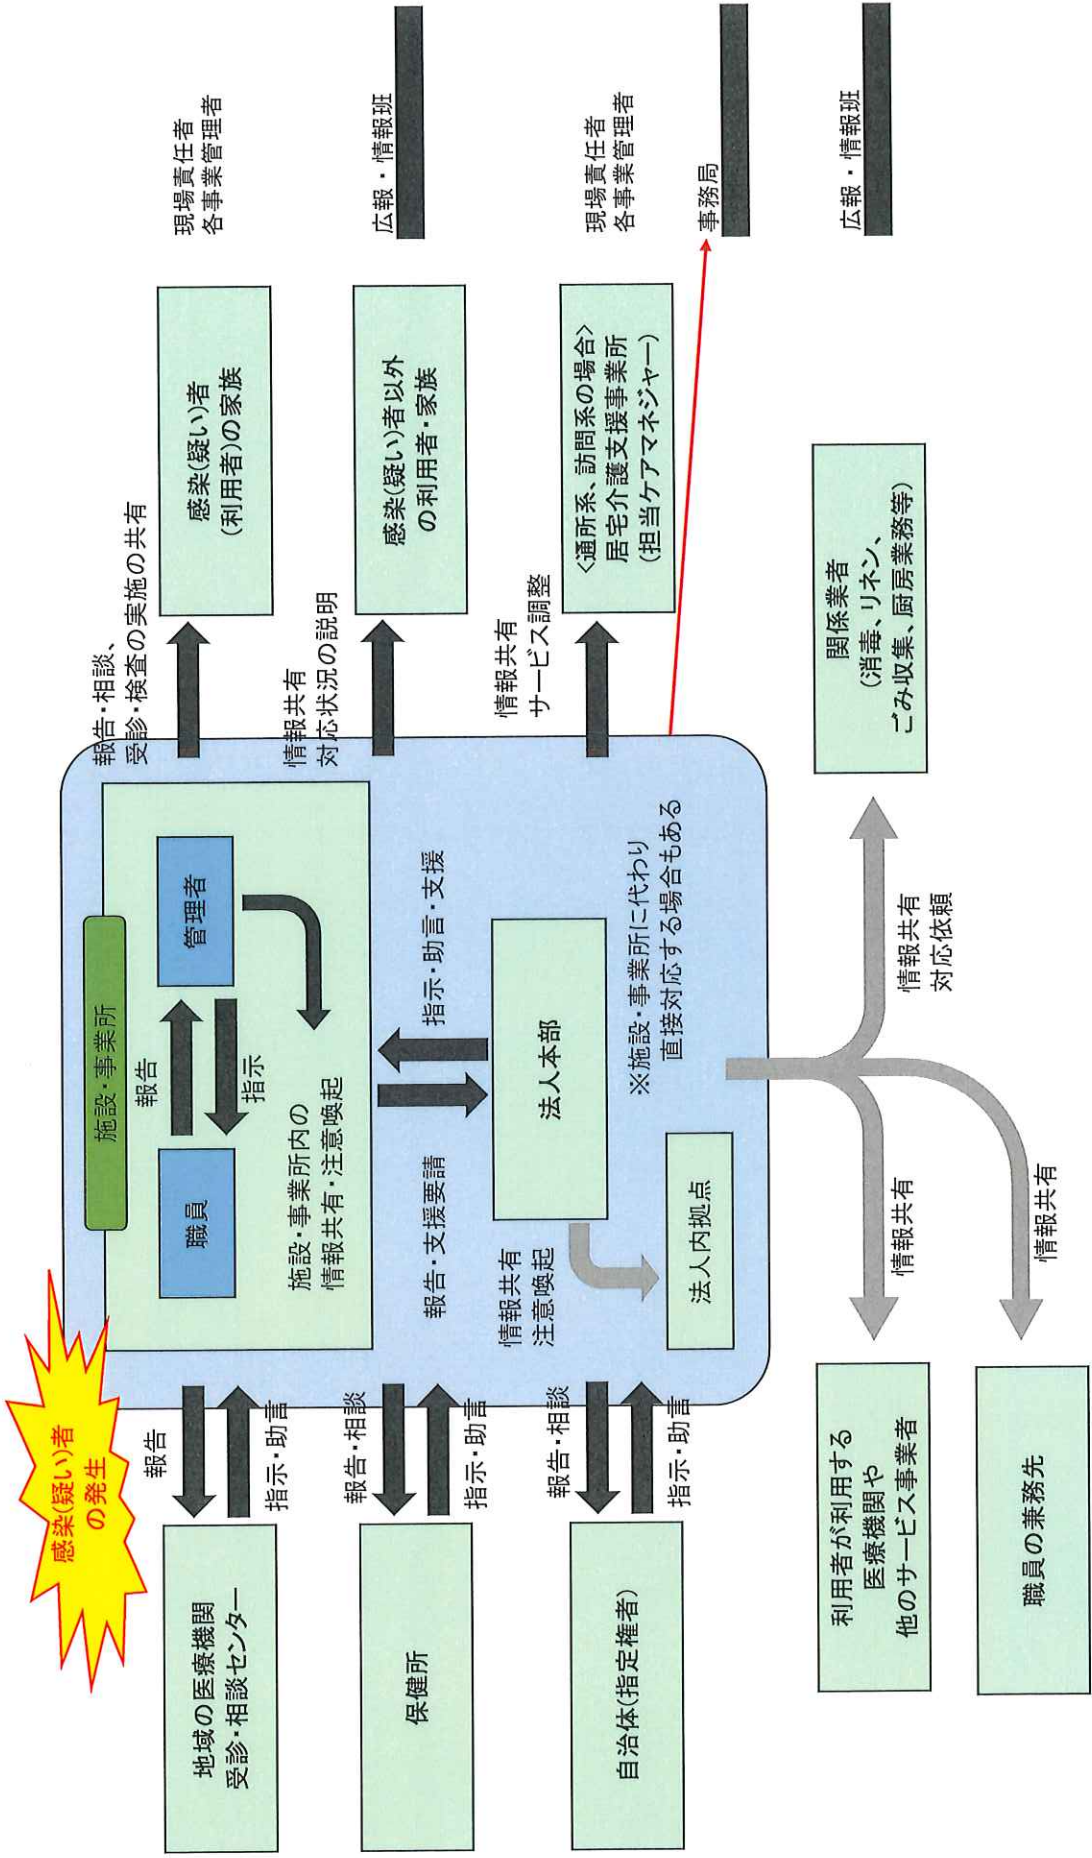 感染(疑い)者
の発生
施設・事業所
職員
管理者
報告
指示
施設・事業所内の
情報共有・注意喚起
報告・支援要請
指示・助言・支援
法人本部
情報共有
注意喚起
法人内拠点
※施設・事業所に代わり
直接対応する場合もある
地域の医療機関
受診・相談センター
報告
指示・助言
保健所
報告・相談
指示・助言
自治体(指定権者)
報告・相談
指示・助言
報告・相談、
受診・検査の実施の共有
感染(疑い)者
(利用者)の家族
現場責任者
各事業管理者
情報共有
対応状況の説明
感染(疑い)者以外
の利用者・家族
広報・情報班
情報共有
サービス調整
<通所系、訪問系の場合>
居宅介護支援事業所
(担当ケアマネジャー)
現場責任者
各事業管理者
事務局
広報・情報班
利用者が利用する
医療機関や
他のサービス事業者
情報共有
職員の兼務先
情報共有
情報共有
対応依頼
関係業者
(消毒、リネン、
ごみ収集、厨房業務等)